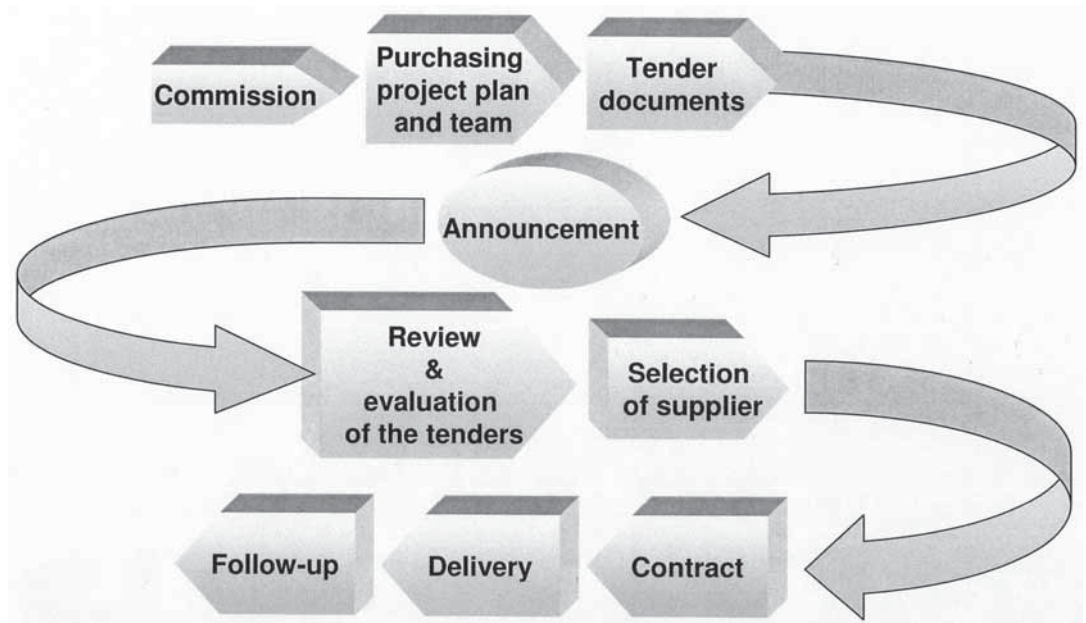 Commission
Purchasing
project plan
and team
Tender
documents
Announcement
Review
&
evaluation
of the tenders
Selection
of supplier
Contract
Delivery
Follow-up